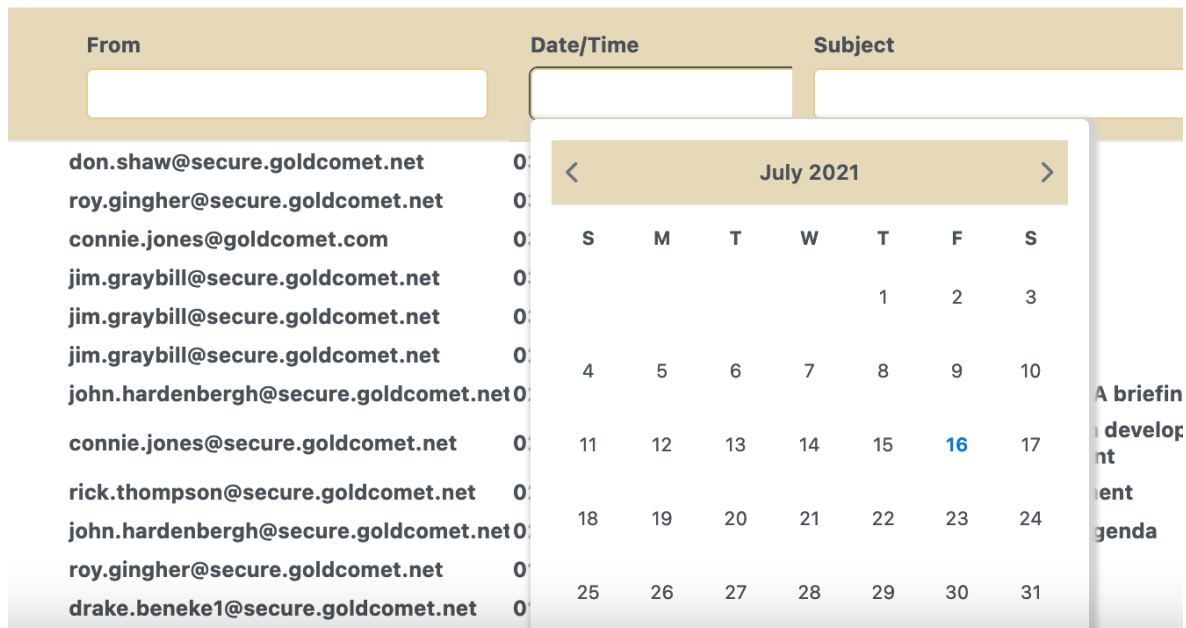 From Date/Time Subject
don.shaw@secure.goldcomet.net
roy.gingher@secure.goldcomet.net
connie.jones@goldcomet.com
jim.graybill@secure.goldcomet.net
jim.graybill@secure.goldcomet.net
jim.graybill@secure.goldcomet.net
john.hardenbergh@secure.goldcomet.net
connie.jones@secure.goldcomet.net
rick.thompson@secure.goldcomet.net
john.hardenbergh@secure.goldcomet.net
roy.gingher@secure.goldcomet.net
drake.beneke1@secure.goldcomet.net
July 2021
S M T W T F S
1 2 3
4 5 6 7 8 9 10
11 12 13 14 15 16 17
18 19 20 21 22 23 24
25 26 27 28 29 30 31
A